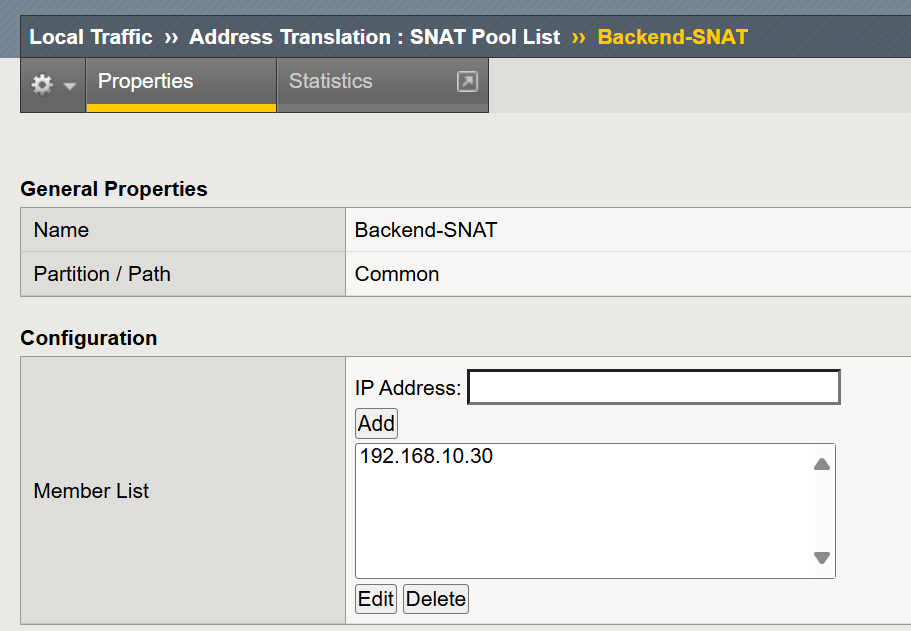 Local Traffic ›› Address Translation : SNAT Pool List ›› Backend-SNAT
Properties
Statistics
General Properties
Name Backend-SNAT
Partition / Path Common
Configuration
Member List
IP Address:
Add
192.168.10.30
Edit Delete